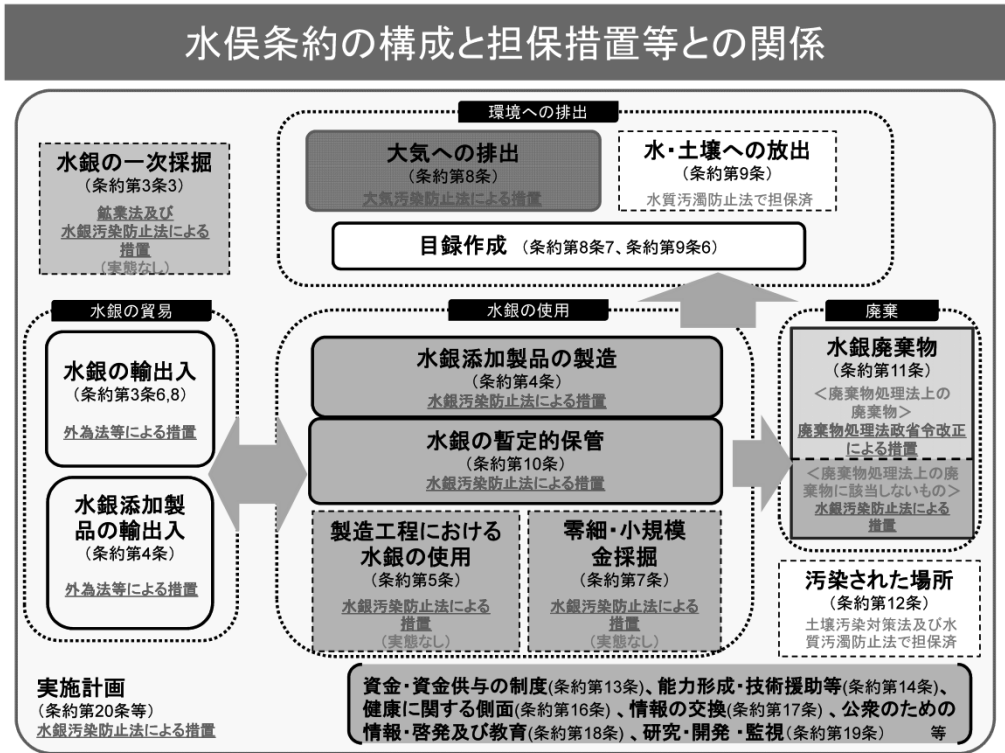 水俣条約の構成と担保措置等との関係
環境への排出
水銀の一次採掘
(条約第3条3)
鉱業法及び
水銀汚染防止法による
措置
(実態なし)
大気への排出
(条約第8条)
大気汚染防止法による措置
水・土壌への放出
(条約第9条)
水質汚濁防止法で担保済
目録作成 (条約第8条7、条約第9条6)
水銀の貿易
水銀の輸出入
(条約第3条6,8)
外為法等による措置
水銀添加製
品の輸出入
(条約第4条)
外為法等による措置
水銀の使用
水銀添加製品の製造
(条約第4条)
水銀汚染防止法による措置
水銀の暫定的保管
(条約第10条)
水銀汚染防止法による措置
製造工程における
水銀の使用
(条約第5条)
水銀汚染防止法による
措置
(実態なし)
零細・小規模
金採掘
(条約第7条)
水銀汚染防止法による
措置
(実態なし)
廃棄
水銀廃棄物
(条約第11条)
<廃棄物処理法上の
廃棄物>
廃棄物処理法政省令改正
による措置
<廃棄物処理法上の廃
棄物に該当しないもの>
水銀汚染防止法による
措置
汚染された場所
(条約第12条)
土壌汚染対策法及び水
質汚濁防止法で担保済
実施計画
(条約第20条等)
水銀汚染防止法による措置
資金・資金供与の制度(条約第13条)、能力形成・技術援助等(条約第14条)、
健康に関する側面(条約第16条)、情報の交換(条約第17条)、公衆のための
情報・啓発及び教育(条約第18条)、研究・開発・監視(条約第19条) 等